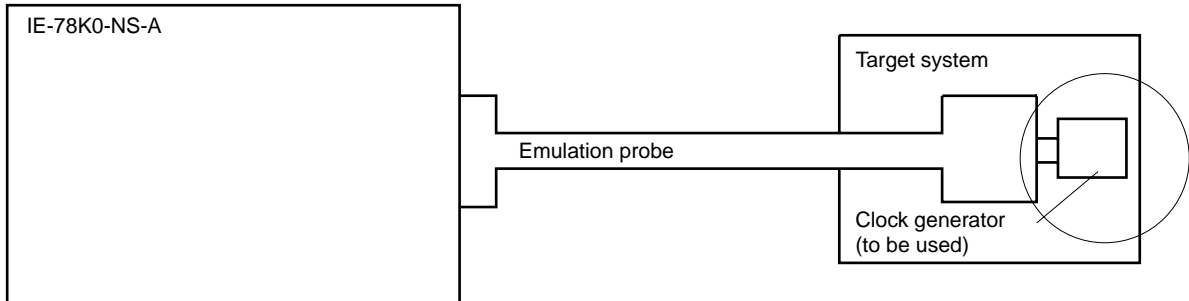 IE-78K0-NS-A
Target system
Emulation probe
Clock generator
(to be used)